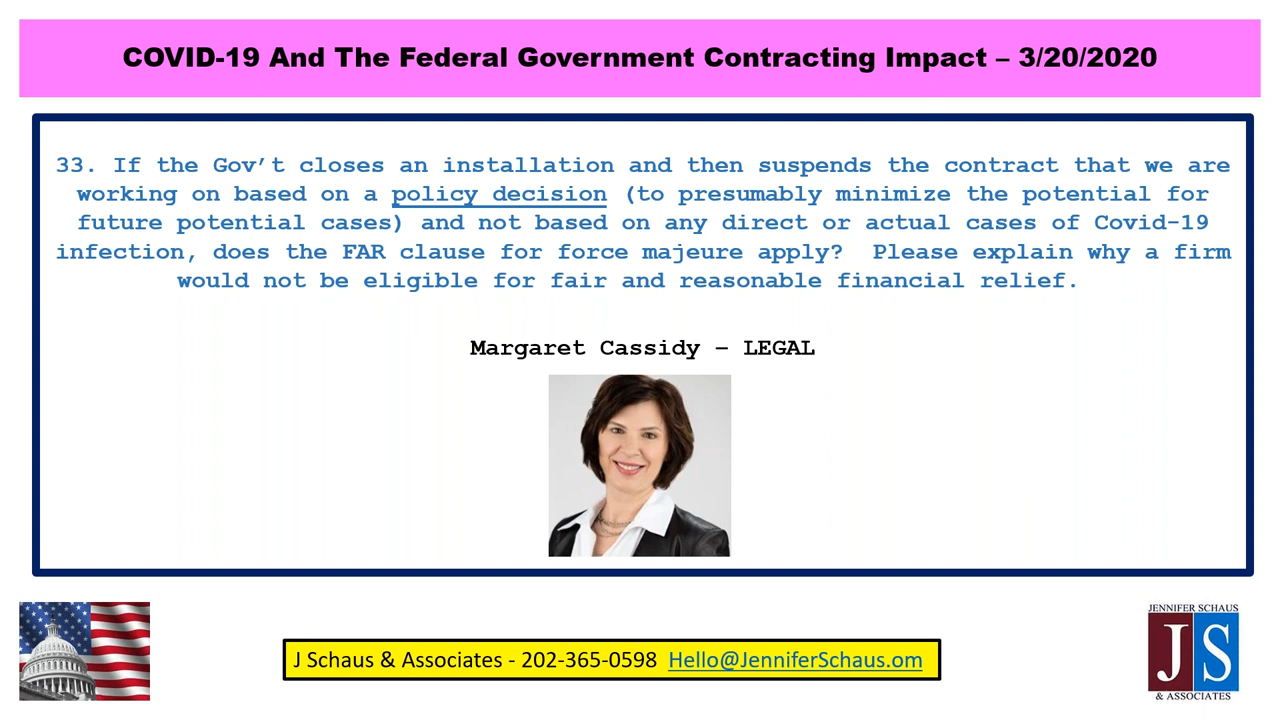 COVID-19 And The Federal Government Contracting Impact – 3/20/2020
33. If the Gov’t closes an installation and then suspends the contract that we are
working on based on a policy decision (to presumably minimize the potential for
future potential cases) and not based on any direct or actual cases of Covid-19
infection, does the FAR clause for force majeure apply?  Please explain why a firm
would not be eligible for fair and reasonable financial relief.
Margaret Cassidy – LEGAL
J Schaus & Associates - 202-365-0598  Hello@JenniferSchaus.om
JENNIFER SCHAUS
JS
& ASSOCIATES